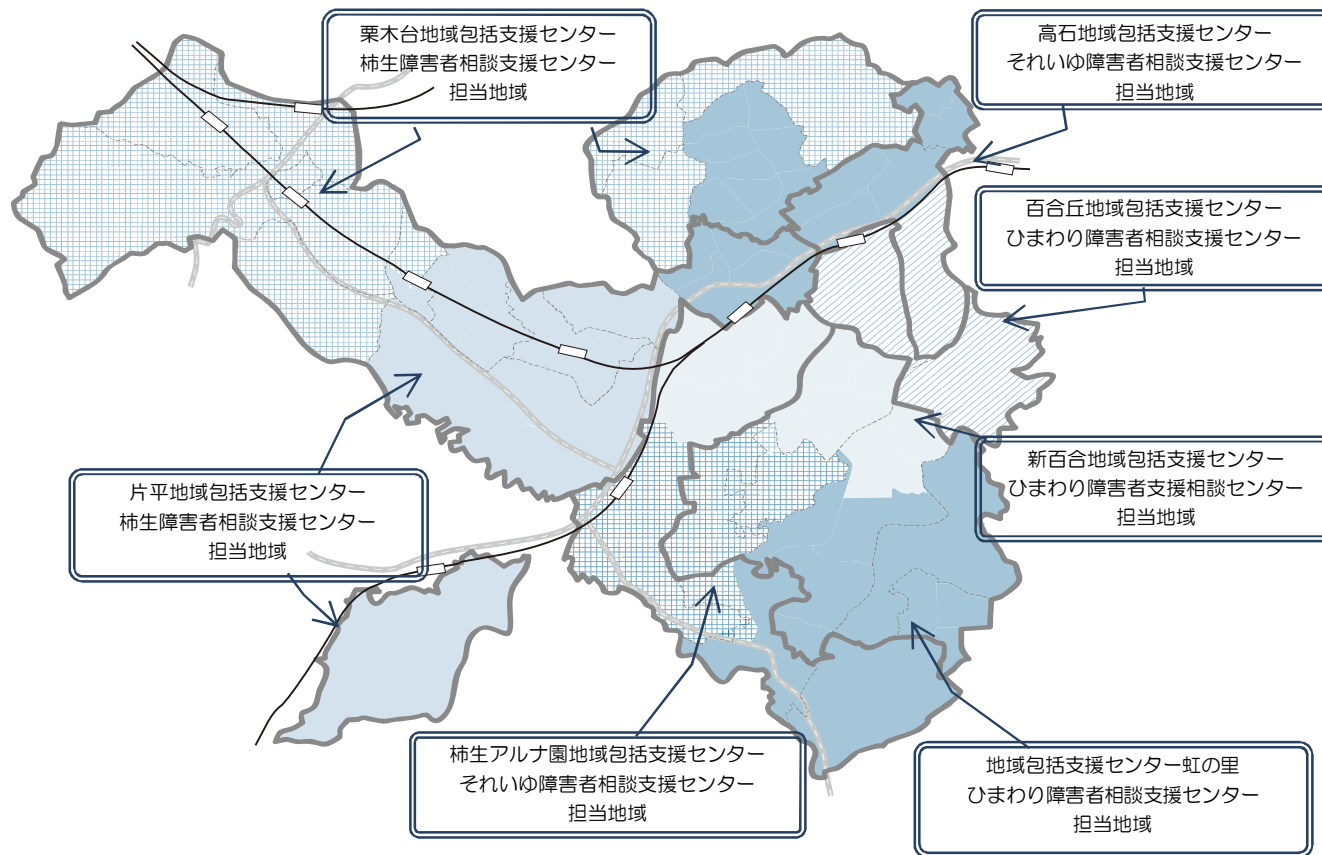 栗木台地域包括支援センター
柿生障害者相談支援センター
担当地域
高石地域包括支援センター
それいゆ障害者相談支援センター
担当地域
百合丘地域包括支援センター
ひまわり障害者相談支援センター
担当地域
新百合地域包括支援センター
ひまわり障害者支援相談センター
担当地域
片平地域包括支援センター
柿生障害者相談支援センター
担当地域
柿生アルナ園地域包括支援センター
それいゆ障害者相談支援センター
担当地域
地域包括支援センター虹の里
ひまわり障害者相談支援センター
担当地域